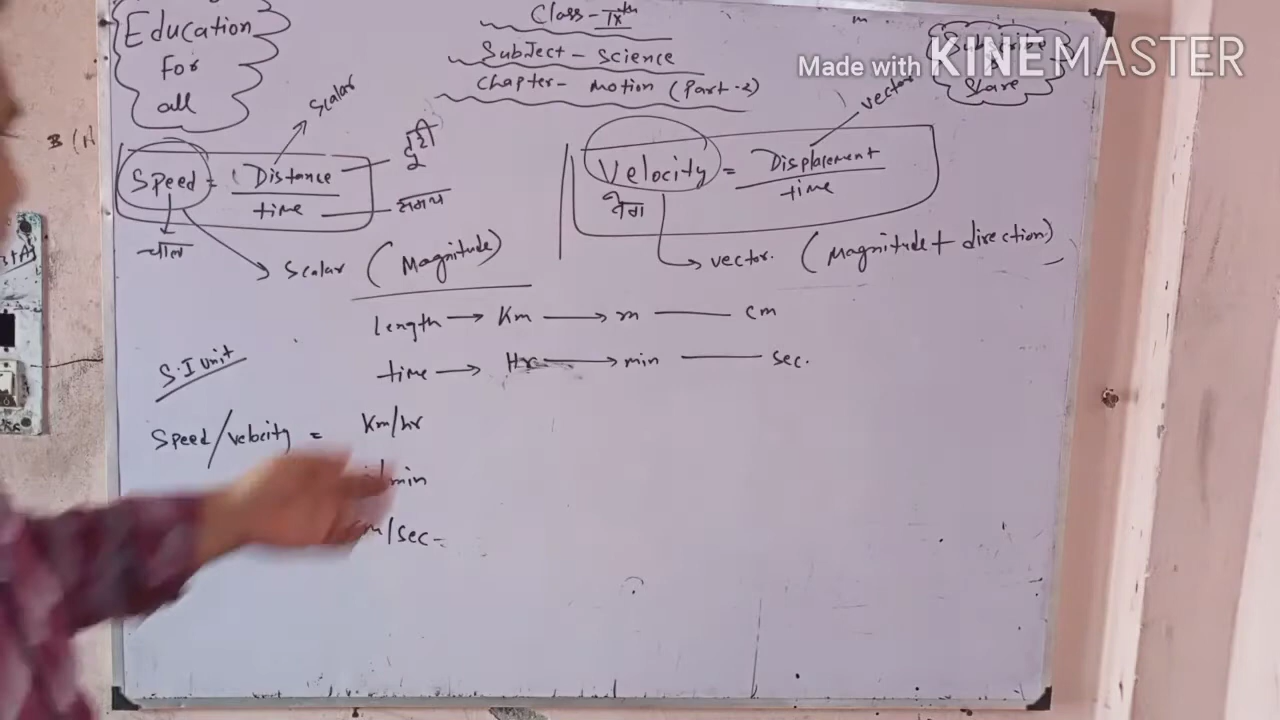 Education
For
all
Class - IXth
Subject - Science
Chapter - Motion (Part-2)
Share
Made with KINEMASTER
Scalar
Speed = Distance
time
दूरी
समय
चाल
Scalar (Magnitude)
vector
Velocity = Displacement
time
वेग
vector. (Magnitude + direction)
length → Km → m — cm
time → Hr → min — sec.
S.I Unit
Speed/velocity = Km/hr
min
m/sec